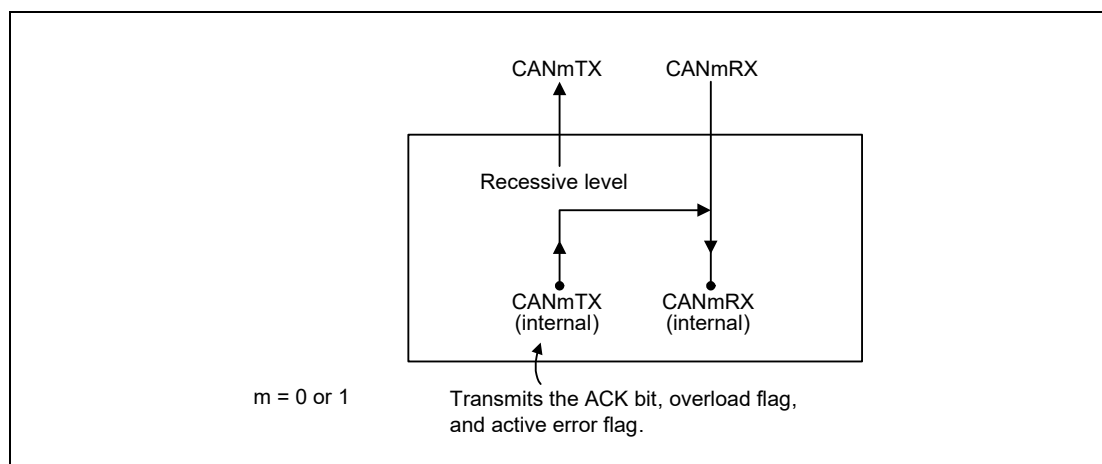 CANmTX CANmRX
Recessive level
CANmTX CANmRX
(internal) (internal)
m = 0 or 1
Transmits the ACK bit, overload flag,
and active error flag.